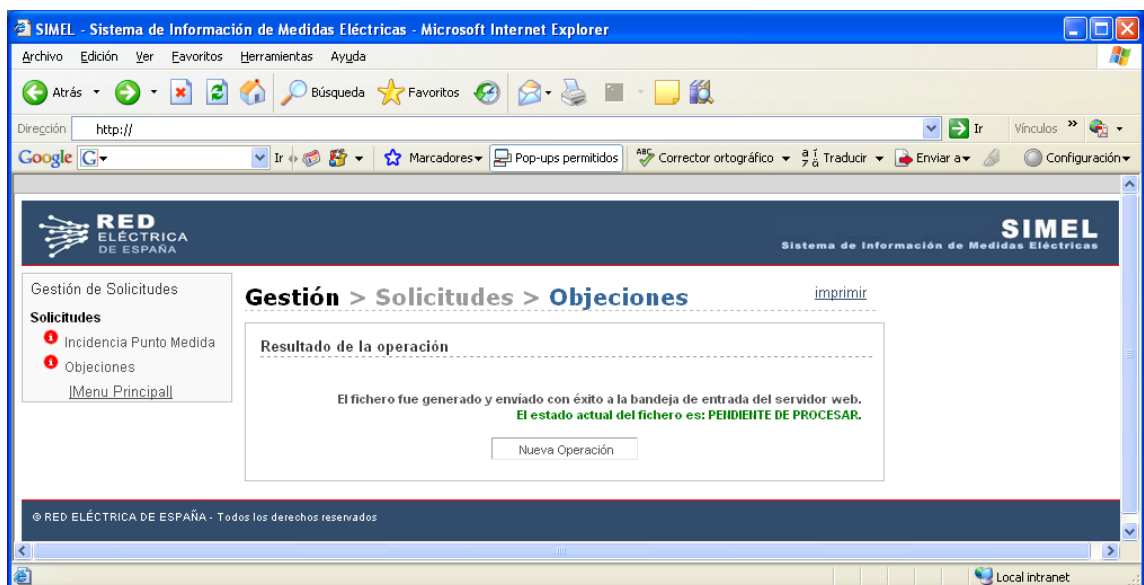 SIMEL - Sistema de Información de Medidas Eléctricas - Microsoft Internet Explorer
Archivo Edición Ver Favoritos Herramientas Ayuda
Atrás Búsqueda Favoritos
Dirección http:// Ir Vínculos »
Google G Ir Marcadores Pop-ups permitidos ABC Corrector ortográfico Traducir Enviar a Configuración
RED
ELÉCTRICA
DE ESPAÑA
SIMEL
Sistema de Información de Medidas Eléctricas
Gestión de Solicitudes
Solicitudes
Incidencia Punto Medida
Objeciones
|Menu Principal|
Gestión > Solicitudes > Objeciones imprimir
Resultado de la operación
El fichero fue generado y enviado con éxito a la bandeja de entrada del servidor web.
El estado actual del fichero es: PENDIENTE DE PROCESAR.
Nueva Operación
© RED ELÉCTRICA DE ESPAÑA - Todos los derechos reservados
Local intranet